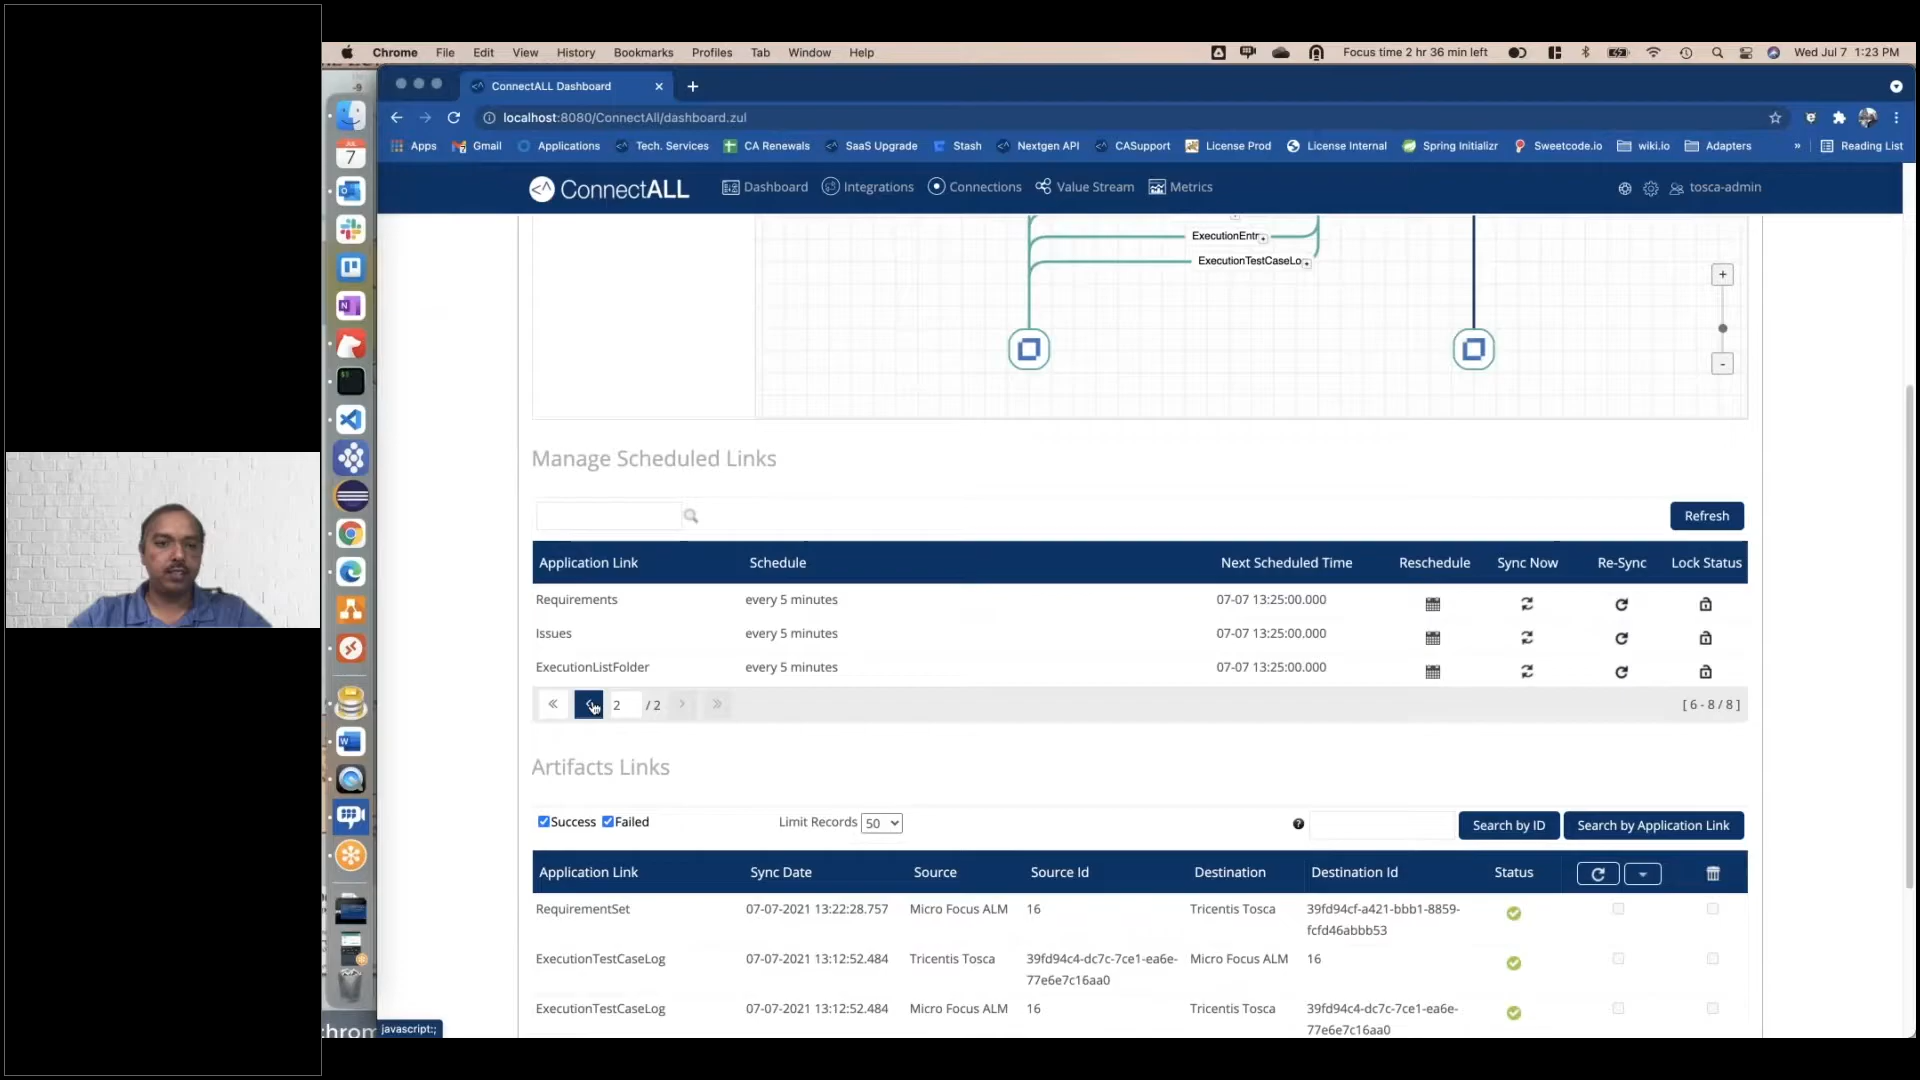 Chrome File Edit View History Bookmarks Profiles Tab Window Help
Focus time 2 hr 36 min left
Wed Jul 7 1:23 PM
-9
ConnectALL Dashboard
localhost:8080/ConnectAll/dashboard.zul
Apps Gmail Applications Tech. Services CA Renewals SaaS Upgrade Stash Nextgen API CASupport License Prod License Internal Spring Initializr Sweetcode.io wiki.io Adapters » Reading List
ConnectALL Dashboard Integrations Connections Value Stream Metrics tosca-admin
ExecutionEntr
ExecutionTestCaseLo
+
-
Manage Scheduled Links
Refresh
Application Link Schedule Next Scheduled Time Reschedule Sync Now Re-Sync Lock Status
Requirements every 5 minutes 07-07 13:25:00.000
Issues every 5 minutes 07-07 13:25:00.000
ExecutionListFolder every 5 minutes 07-07 13:25:00.000
2 / 2 [ 6 - 8 / 8 ]
Artifacts Links
Success Failed Limit Records 50 Search by ID Search by Application Link
Application Link Sync Date Source Source Id Destination Destination Id Status
RequirementSet 07-07-2021 13:22:28.757 Micro Focus ALM 16 Tricentis Tosca 39fd94cf-a421-bbb1-8859-
fcfd46abbb53
ExecutionTestCaseLog 07-07-2021 13:12:52.484 Tricentis Tosca 39fd94c4-dc7c-7ce1-ea6e- Micro Focus ALM 16
77e6e7c16aa0
ExecutionTestCaseLog 07-07-2021 13:12:52.484 Micro Focus ALM 16 Tricentis Tosca 39fd94c4-dc7c-7ce1-ea6e-
77e6e7c16aa0
javascript:;